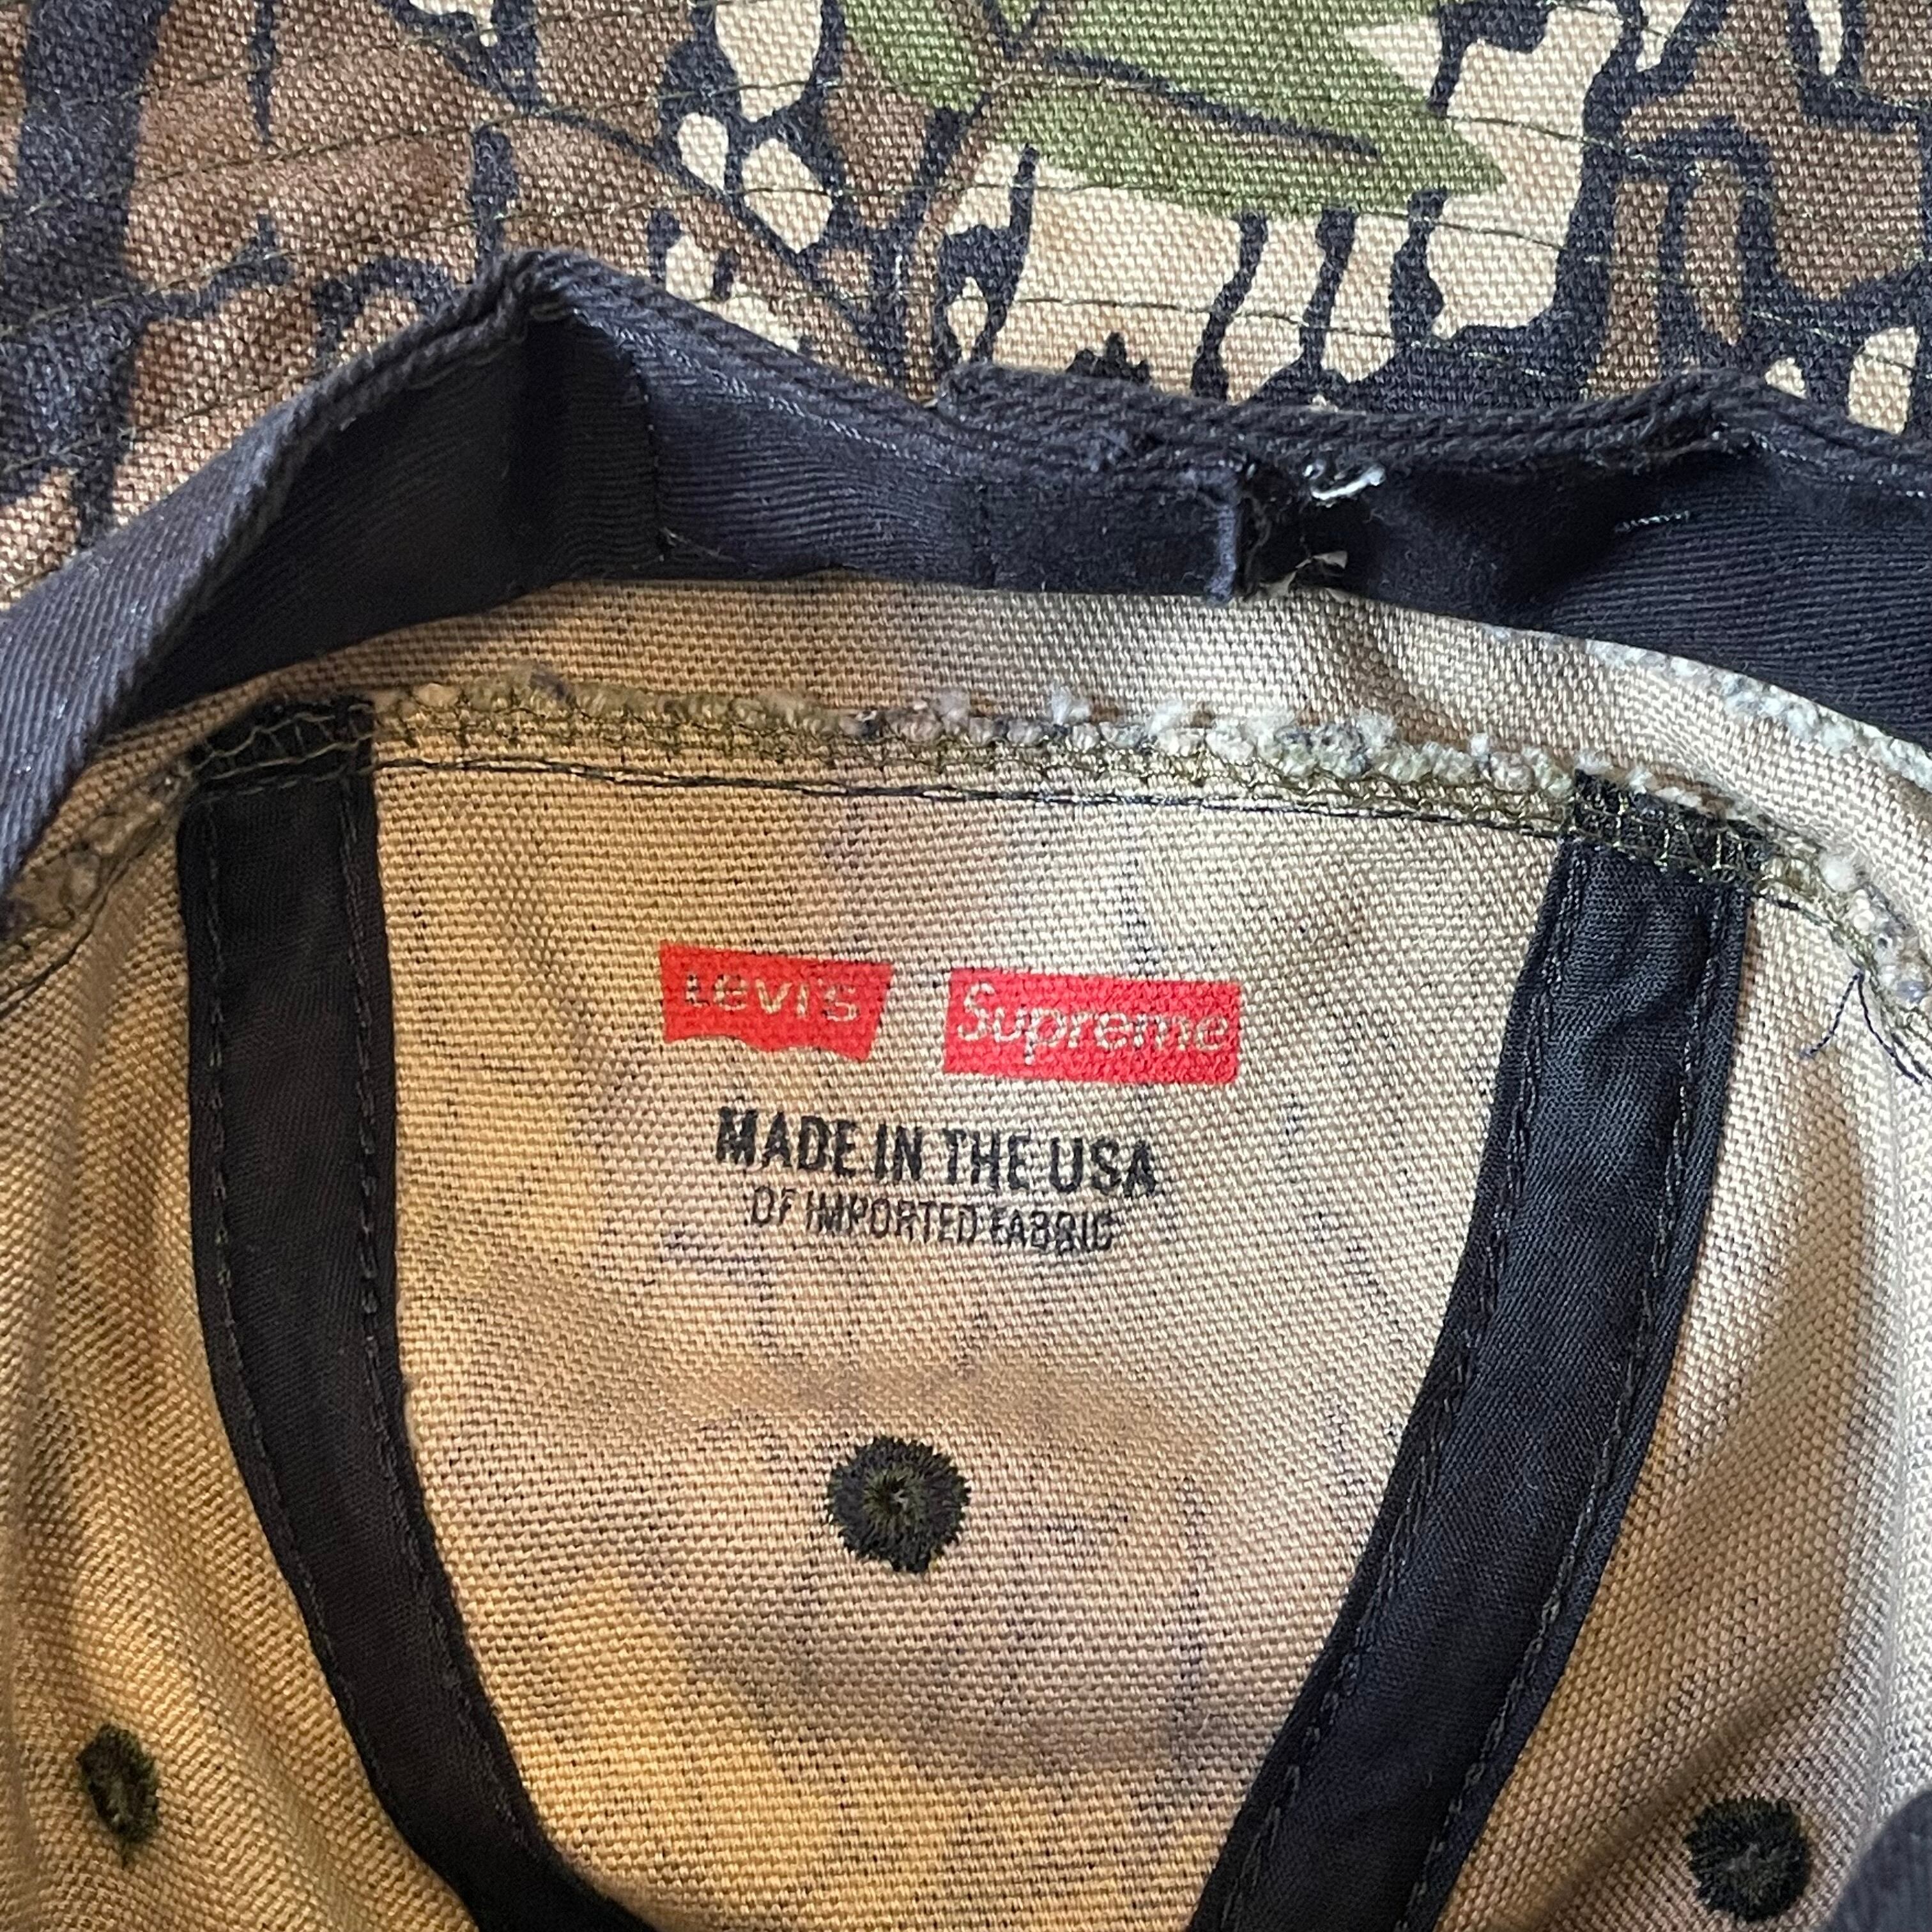 Levi's Supreme
MADE IN THE USA
OF IMPORTED FABRIC